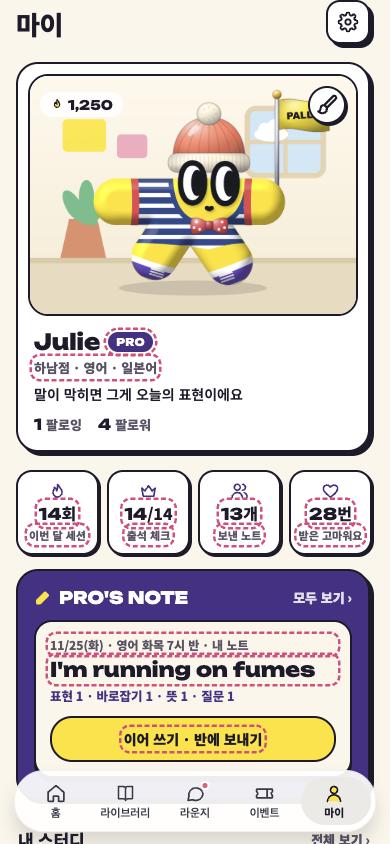 마이
1,250
PALL
Julie PRO
하남점 · 영어 · 일본어
말이 막히면 그게 오늘의 표현이에요
1 팔로잉 4 팔로워
14회 14/14 13개 28번
이번 달 세션 출석 체크 보낸 노트 받은 고마워요
PRO'S NOTE 모두 보기 ›
11/25(화) · 영어 화목 7시 반 · 내 노트
I'm running on fumes
표현 1 · 바로잡기 1 · 뜻 1 · 질문 1
이어 쓰기 · 반에 보내기
홈 라이브러리 라운지 이벤트 마이
내 스터디 전체 보기 ›